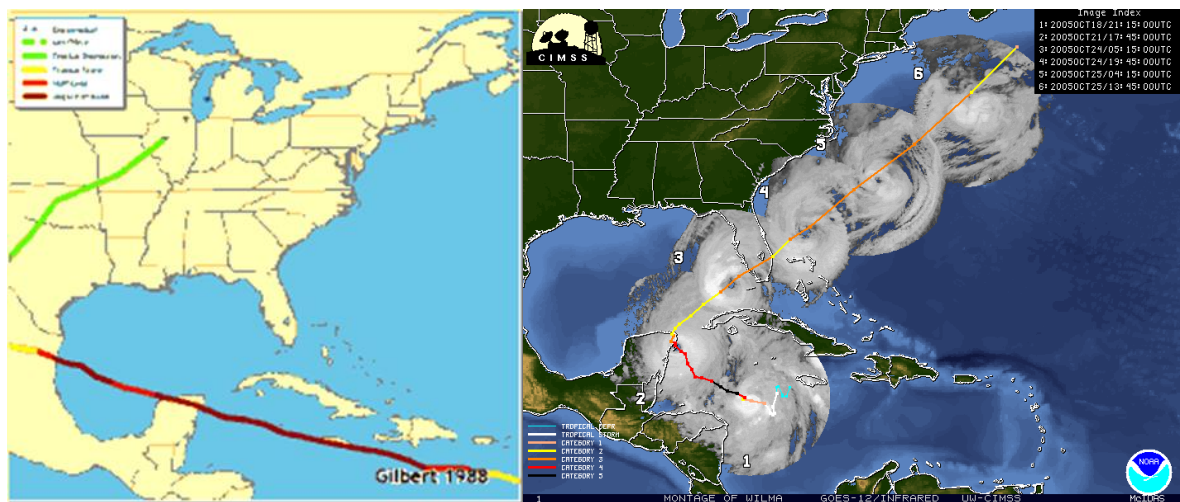 Gilbert 1988
CIMSS
Image Index
1: 2005OCT18/21:15:00UTC
2: 2005OCT21/17:45:00UTC
3: 2005OCT24/05:15:00UTC
4: 2005OCT24/19:45:00UTC
5: 2005OCT25/04:15:00UTC
6: 2005OCT25/13:45:00UTC
6
5
4
3
2
1
TROPICAL DEPR
TROPICAL STORM
CATEGORY 1
CATEGORY 2
CATEGORY 3
CATEGORY 4
CATEGORY 5
NOAA
1 MONTAGE OF WILMA GOES-12/INFRARED UW-CIMSS McIDAS